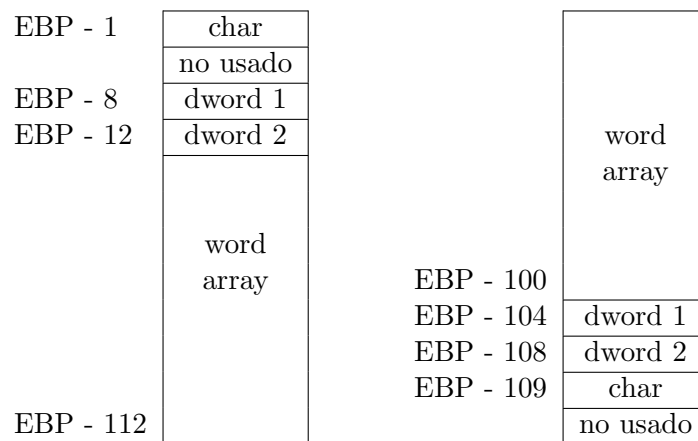 EBP - 1 char
no usado
EBP - 8 dword 1
EBP - 12 dword 2
word
array
EBP - 112
word
array
EBP - 100
EBP - 104 dword 1
EBP - 108 dword 2
EBP - 109 char
no usado